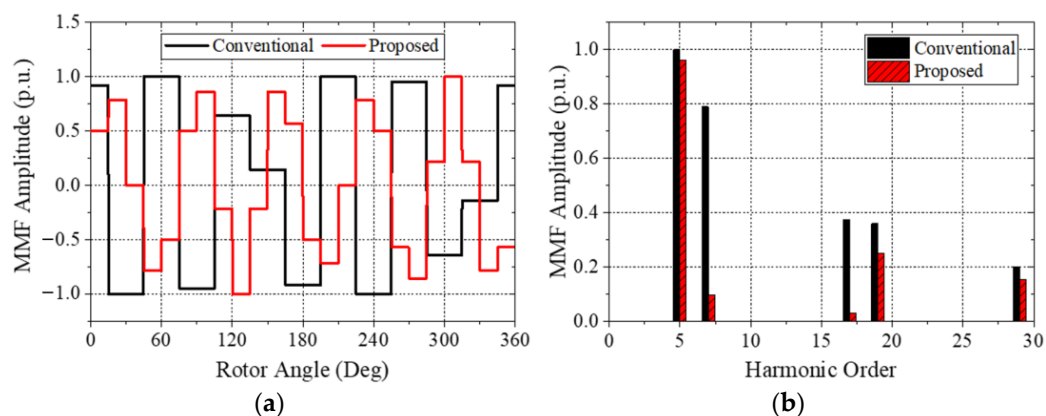 Conventional Proposed
MMF Amplitude (p.u.)
1.5
1.0
0.5
0.0
−0.5
−1.0
0 60 120 180 240 300 360
Rotor Angle (Deg)
(a)
Conventional
Proposed
MMF Amplitude (p.u.)
1.0
0.8
0.6
0.4
0.2
0.0
0 5 10 15 20 25 30
Harmonic Order
(b)